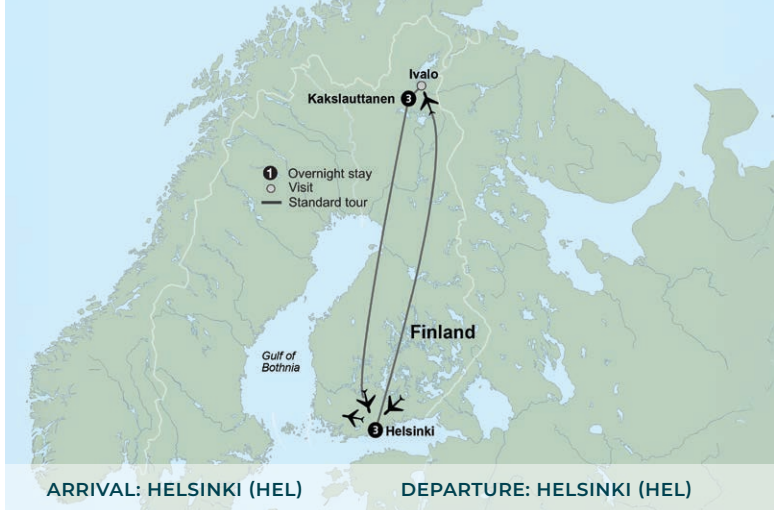 Ivalo
Kakslauttanen 3
1 Overnight stay
Visit
Standard tour
Finland
Gulf of
Bothnia
3 Helsinki
ARRIVAL: HELSINKI (HEL) DEPARTURE: HELSINKI (HEL)